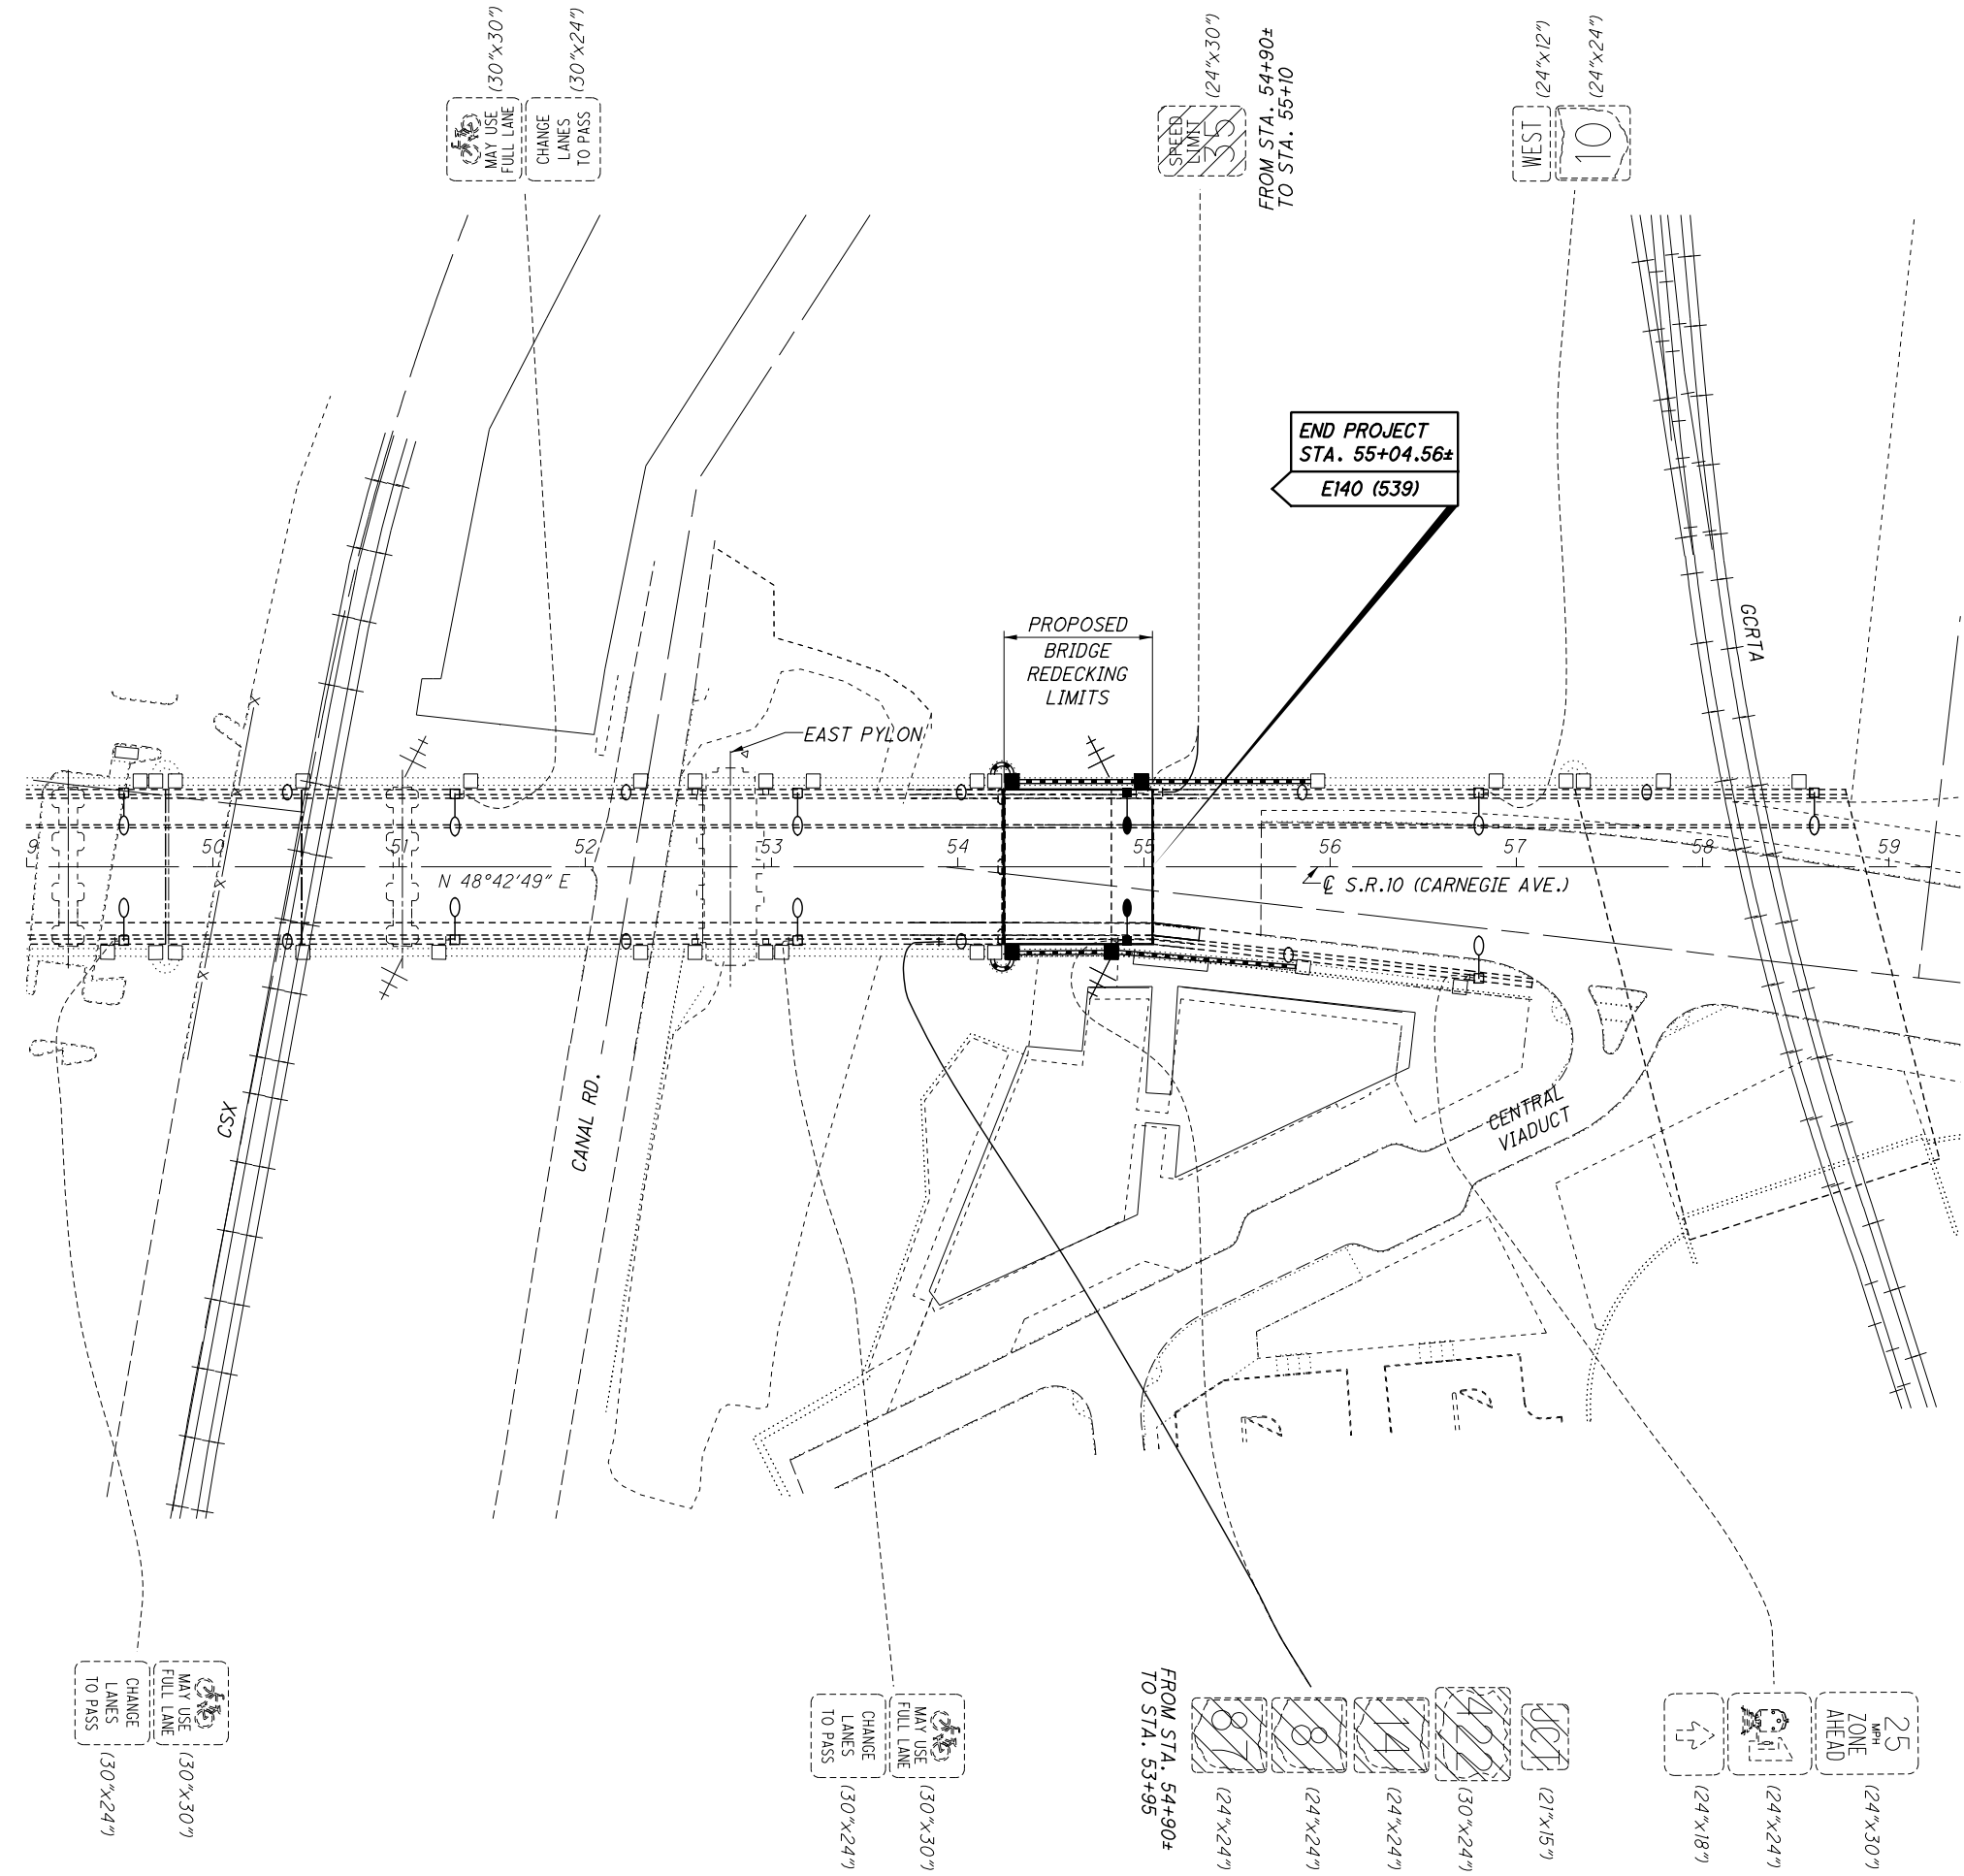 (30"x30")
(30"x24")
MAY USE
FULL LANE
CHANGE
LANES
TO PASS
(24"x30")
SPEED
LIMIT
35
FROM STA. 54+90±
TO STA. 55+10
(24"x12")
(24"x24")
WEST
10
END PROJECT
STA. 55+04.56±
E140 (539)
GCRTA
PROPOSED
BRIDGE
REDECKING
LIMITS
EAST PYLON
9
50
51
52
53
54
55
56
57
58
59
N 48°42'49" E
℄ S.R.10 (CARNEGIE AVE.)
CSX
CANAL RD.
CENTRAL
VIADUCT
MAY USE
FULL LANE
CHANGE
LANES
TO PASS
(30"x30")
(30"x24")
MAY USE
FULL LANE
CHANGE
LANES
TO PASS
(30"x30")
(30"x24")
FROM STA. 54+90±
TO STA. 53+95
87
8
14
422
JCT
(24"x24")
(24"x24")
(24"x24")
(30"x24")
(21"x15")
25
MPH
ZONE
AHEAD
(24"x18")
(24"x24")
(24"x30")